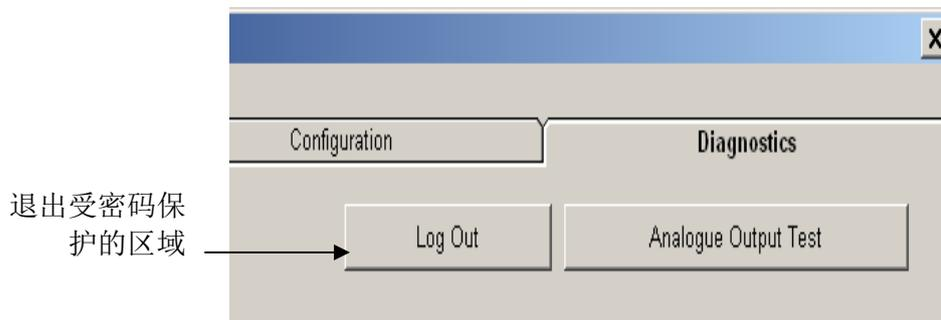 X
Configuration
Diagnostics
退出受密码保
护的区域
Log Out
Analogue Output Test